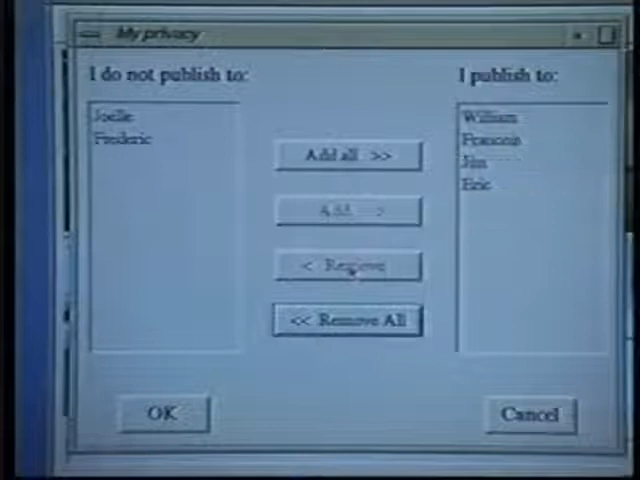 My privacy
I do not publish to:
I publish to:
Joelle
Frederic
William
Francois
Jim
Eric
Add all >>
Add >
< Remove
<< Remove All
OK
Cancel